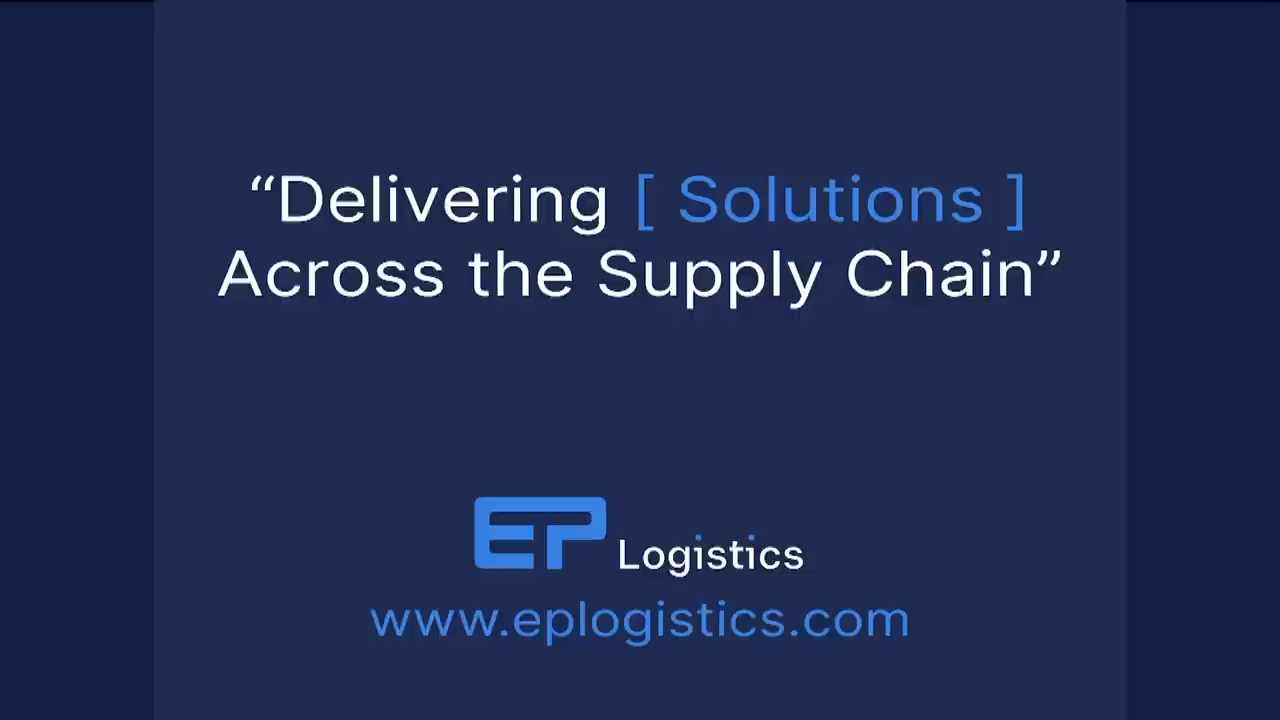 “Delivering [ Solutions ]
Across the Supply Chain”
EP Logistics
www.eplogistics.com